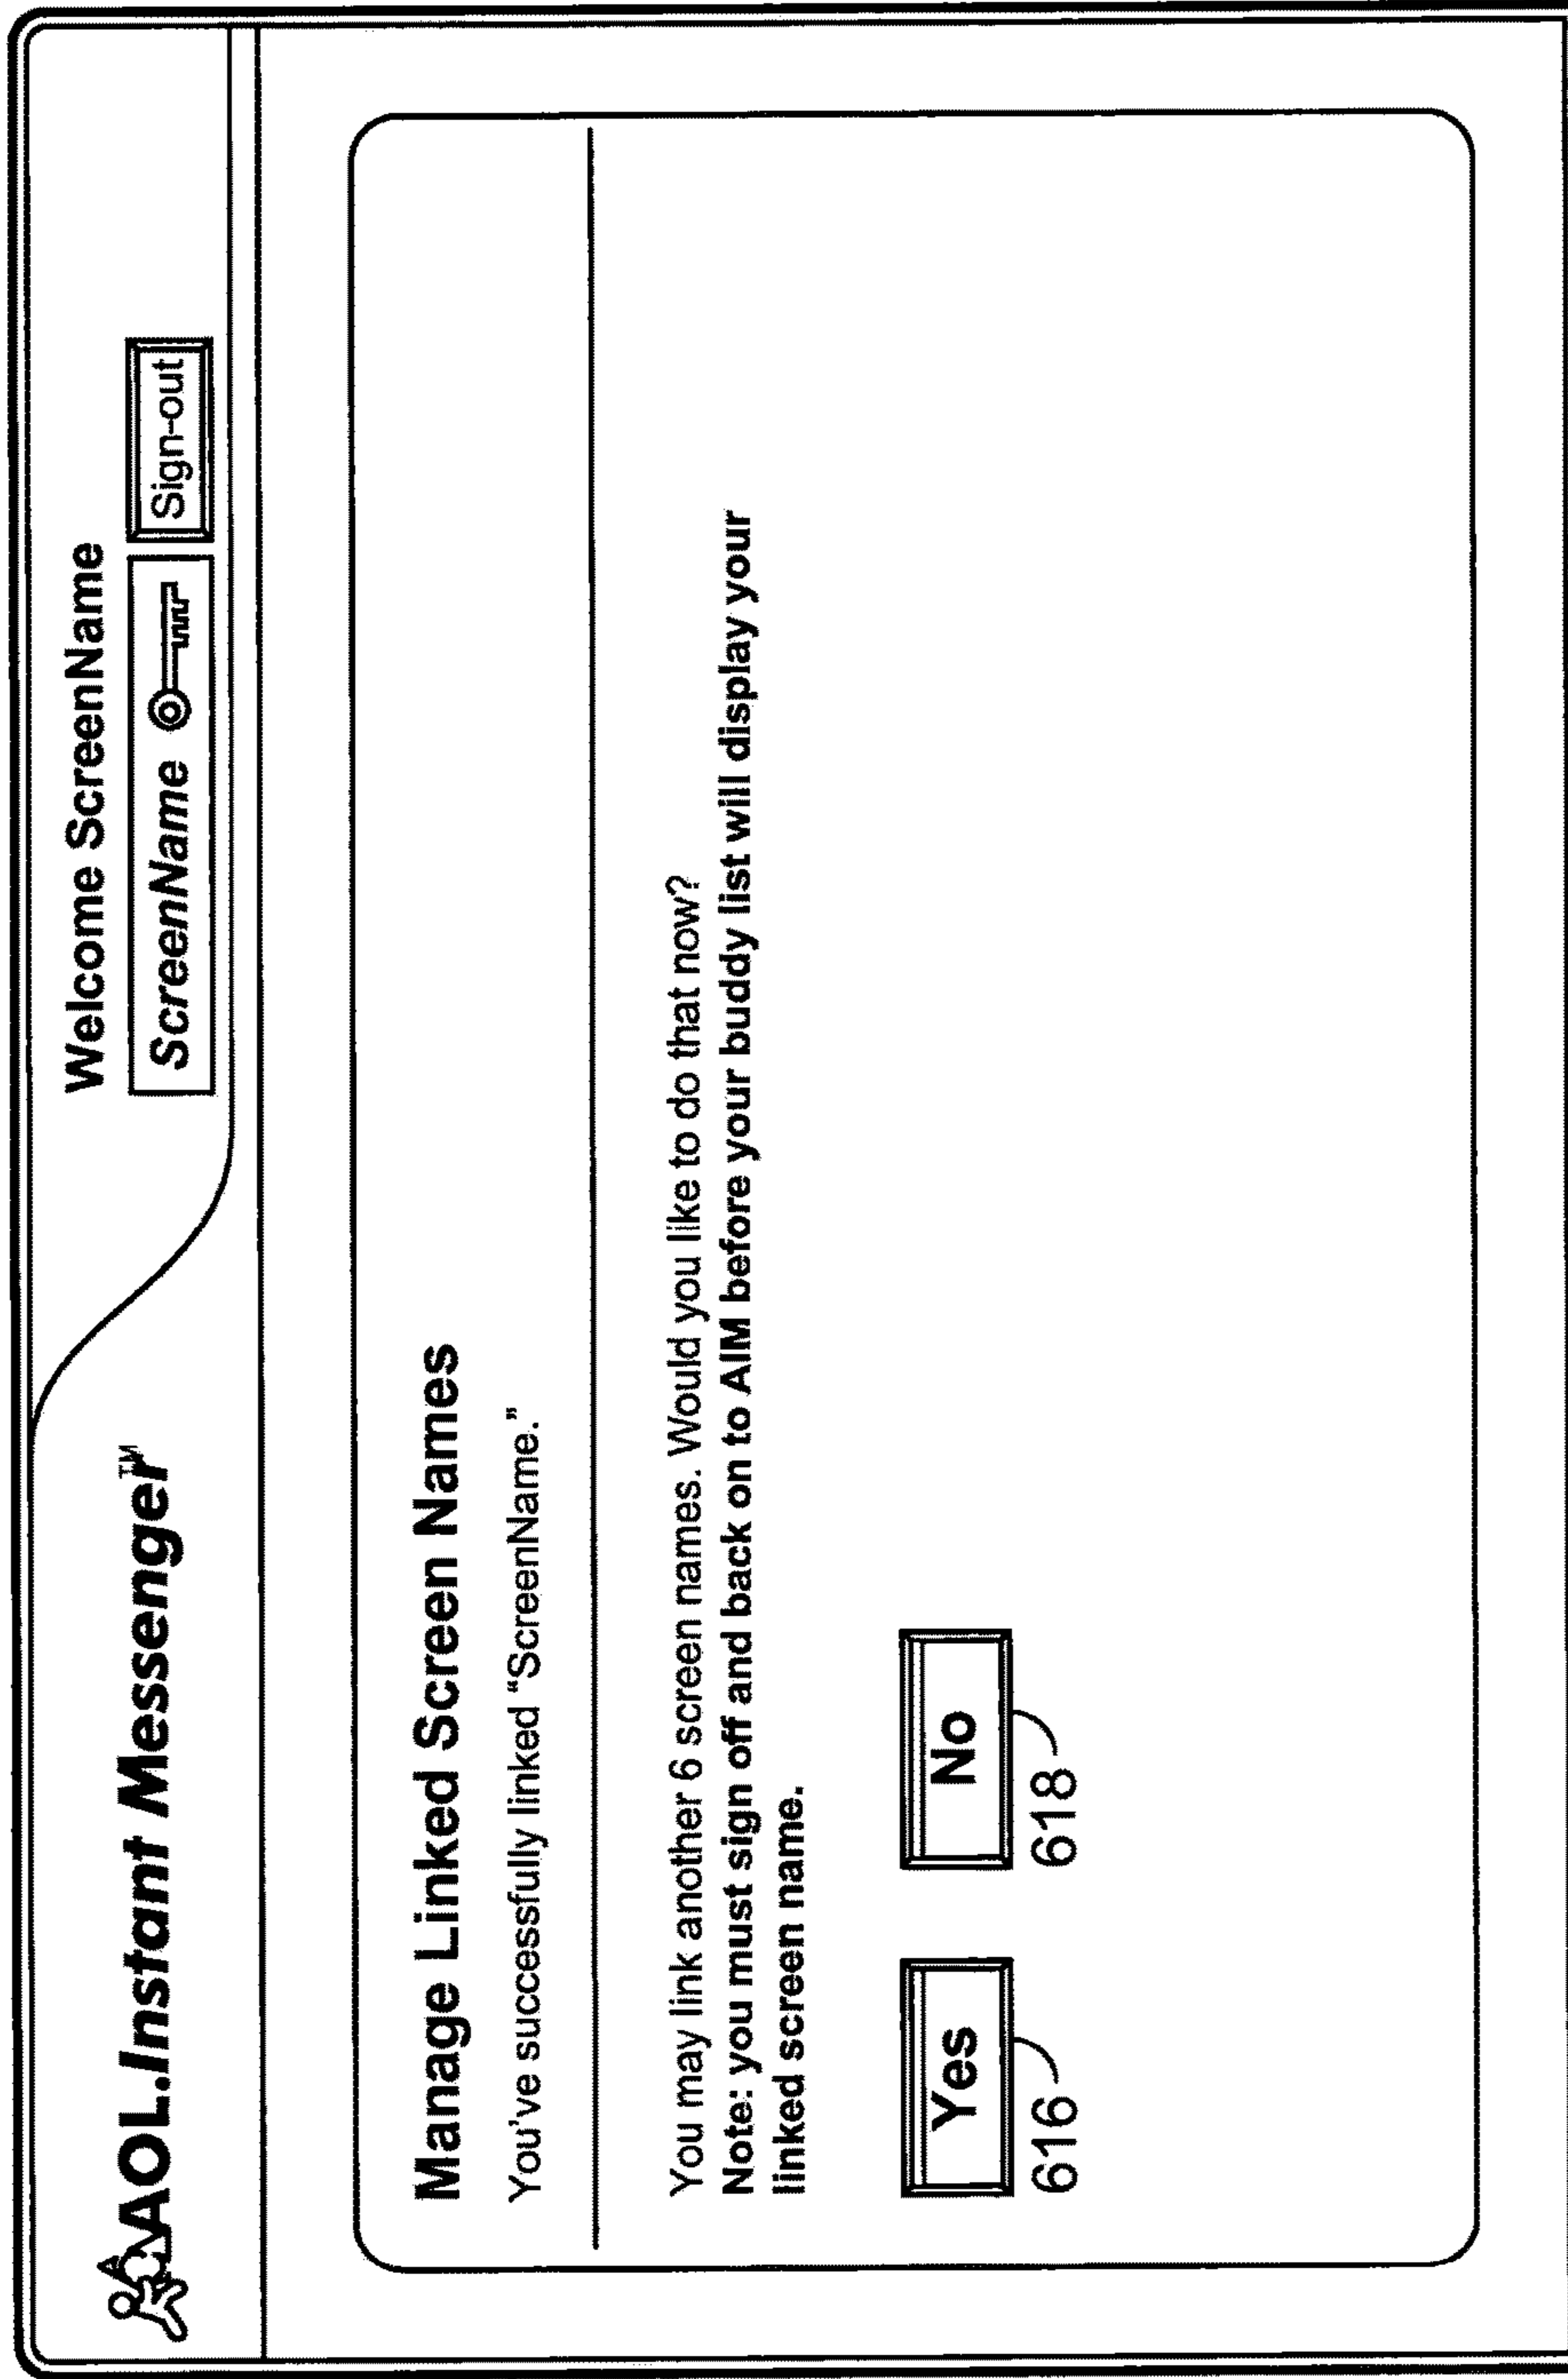 AOL.Instant Messenger™
Welcome ScreenName
ScreenName
Sign-out
Manage Linked Screen Names
You've successfully linked “ScreenName.”
You may link another 6 screen names. Would you like to do that now?
Note: you must sign off and back on to AIM before your buddy list will display your
linked screen name.
Yes
No
616
618